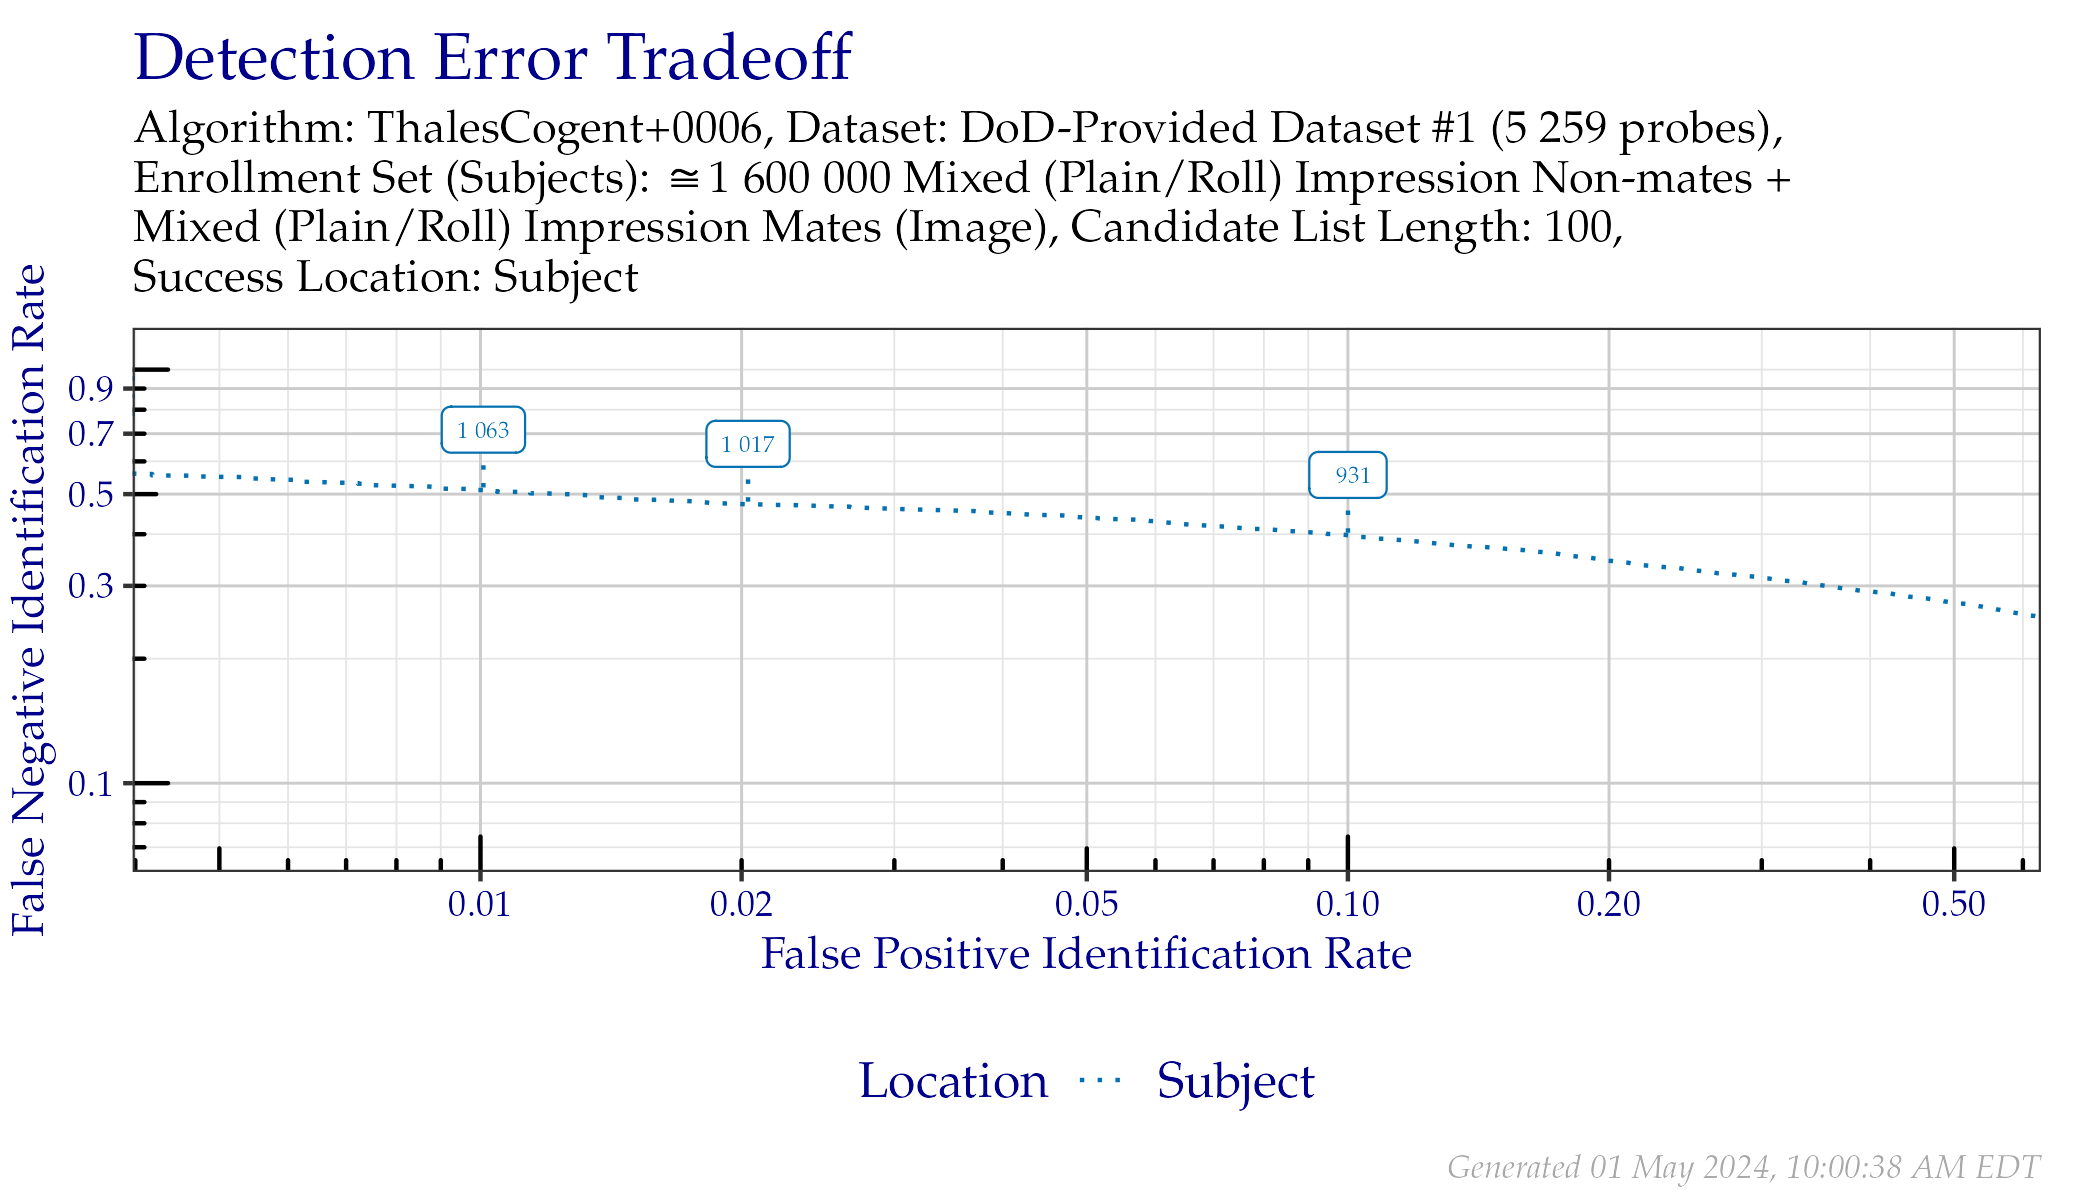 Detection Error Tradeoff
Algorithm: ThalesCogent+0006, Dataset: DoD-Provided Dataset #1 (5 259 probes),
Enrollment Set (Subjects): ≅1 600 000 Mixed (Plain/Roll) Impression Non-mates +
Mixed (Plain/Roll) Impression Mates (Image), Candidate List Length: 100,
Success Location: Subject
False Negative Identification Rate
0.9
0.7
0.5
0.3
0.1
1 063
1 017
931
0.01 0.02 0.05 0.10 0.20 0.50
False Positive Identification Rate
Location Subject
Generated 01 May 2024, 10:00:38 AM EDT